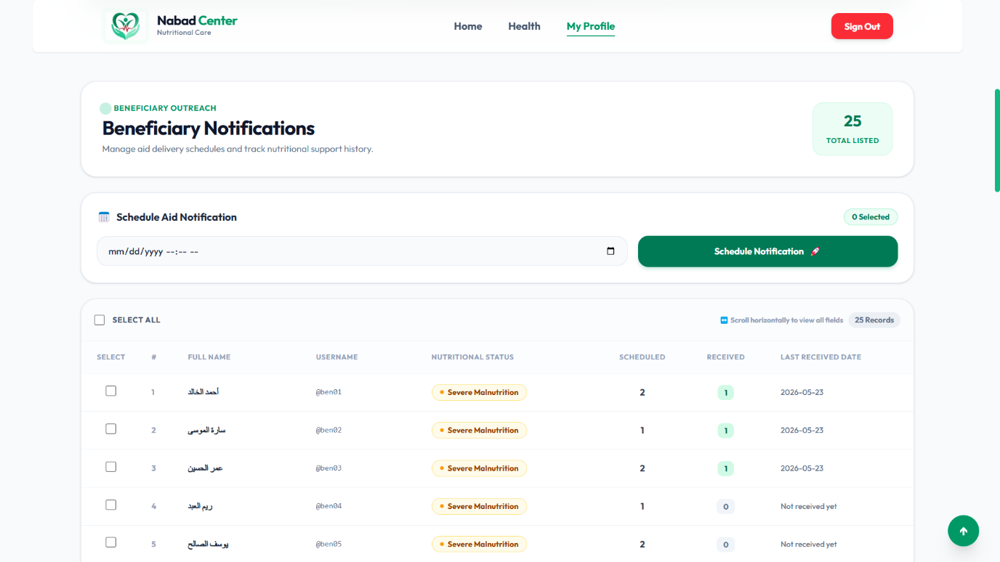 Nabad Center
Nutritional Care
Home
Health
My Profile
Sign Out
BENEFICIARY OUTREACH
Beneficiary Notifications
Manage aid delivery schedules and track nutritional support history.
25
TOTAL LISTED
Schedule Aid Notification
0 Selected
mm/dd/yyyy --:-- --
Schedule Notification 🚀
SELECT ALL
Scroll horizontally to view all fields
25 Records
SELECT # FULL NAME USERNAME NUTRITIONAL STATUS SCHEDULED RECEIVED LAST RECEIVED DATE
1 أحمد الخالد @ben01 Severe Malnutrition 2 1 2026-05-23
2 سارة الموسى @ben02 Severe Malnutrition 1 1 2026-05-23
3 عمر الحسين @ben03 Severe Malnutrition 2 1 2026-05-23
4 ريم العبد @ben04 Severe Malnutrition 1 0 Not received yet
5 يوسف الصالح @ben05 Severe Malnutrition 2 0 Not received yet